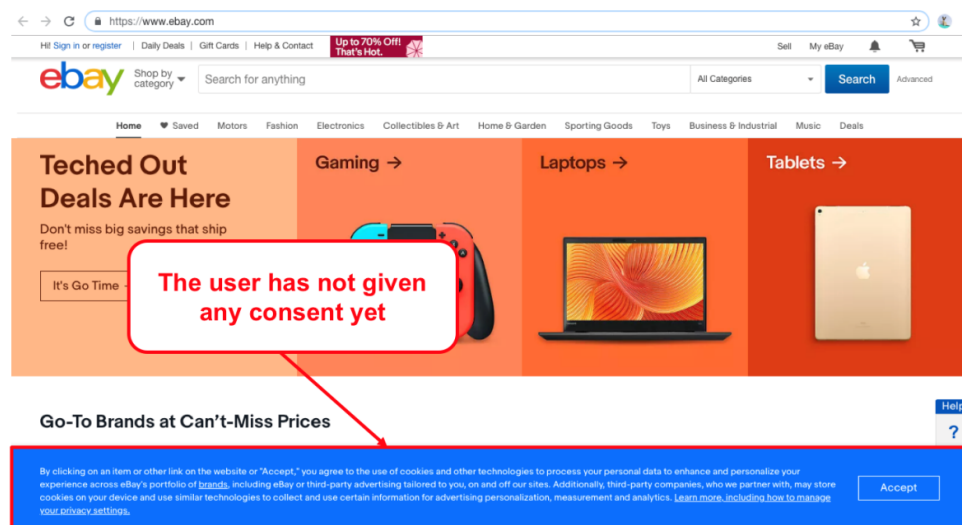 https://www.ebay.com
Hi! Sign in or register | Daily Deals | Gift Cards | Help & Contact
Up to 70% Off!
That's Hot.
Sell My eBay
ebay
Shop by
category
Search for anything
All Categories
Search
Advanced
Home Saved Motors Fashion Electronics Collectibles & Art Home & Garden Sporting Goods Toys Business & Industrial Music Deals
Teched Out
Deals Are Here
Don't miss big savings that ship
free!
It's Go Time
Gaming →
Laptops →
Tablets →
The user has not given
any consent yet
Go-To Brands at Can't-Miss Prices
Help
?
By clicking on an item or other link on the website or "Accept," you agree to the use of cookies and other technologies to process your personal data to enhance and personalize your
experience across eBay's portfolio of brands, including eBay or third-party advertising tailored to you, on and off our sites. Additionally, third-party companies, who we partner with, may store
cookies on your device and use similar technologies to collect and use certain information for advertising personalization, measurement and analytics. Learn more, including how to manage
your privacy settings.
Accept